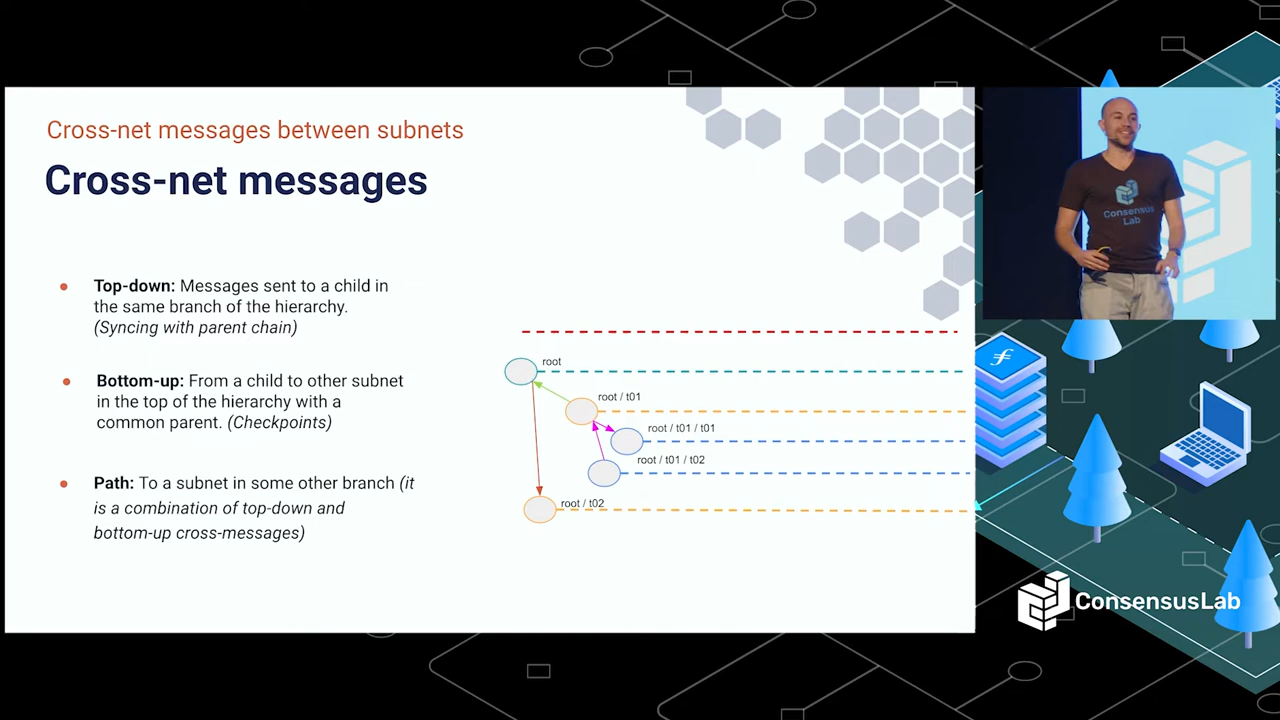 Cross-net messages between subnets
Cross-net messages
Top-down: Messages sent to a child in
the same branch of the hierarchy.
(Syncing with parent chain)
Bottom-up: From a child to other subnet
in the top of the hierarchy with a
common parent. (Checkpoints)
Path: To a subnet in some other branch (it
is a combination of top-down and
bottom-up cross-messages)
root
root / t01
root / t01 / t01
root / t01 / t02
root / t02
Consensus
Lab
ConsensusLab